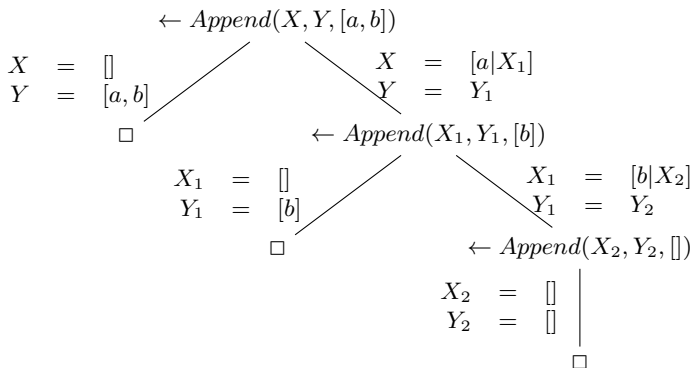 ← Append(X, Y, [a, b])
X = []
Y = [a, b]
X = [a|X₁]
Y = Y₁
□
← Append(X₁, Y₁, [b])
X₁ = []
Y₁ = [b]
X₁ = [b|X₂]
Y₁ = Y₂
□
← Append(X₂, Y₂, [])
X₂ = []
Y₂ = []
□